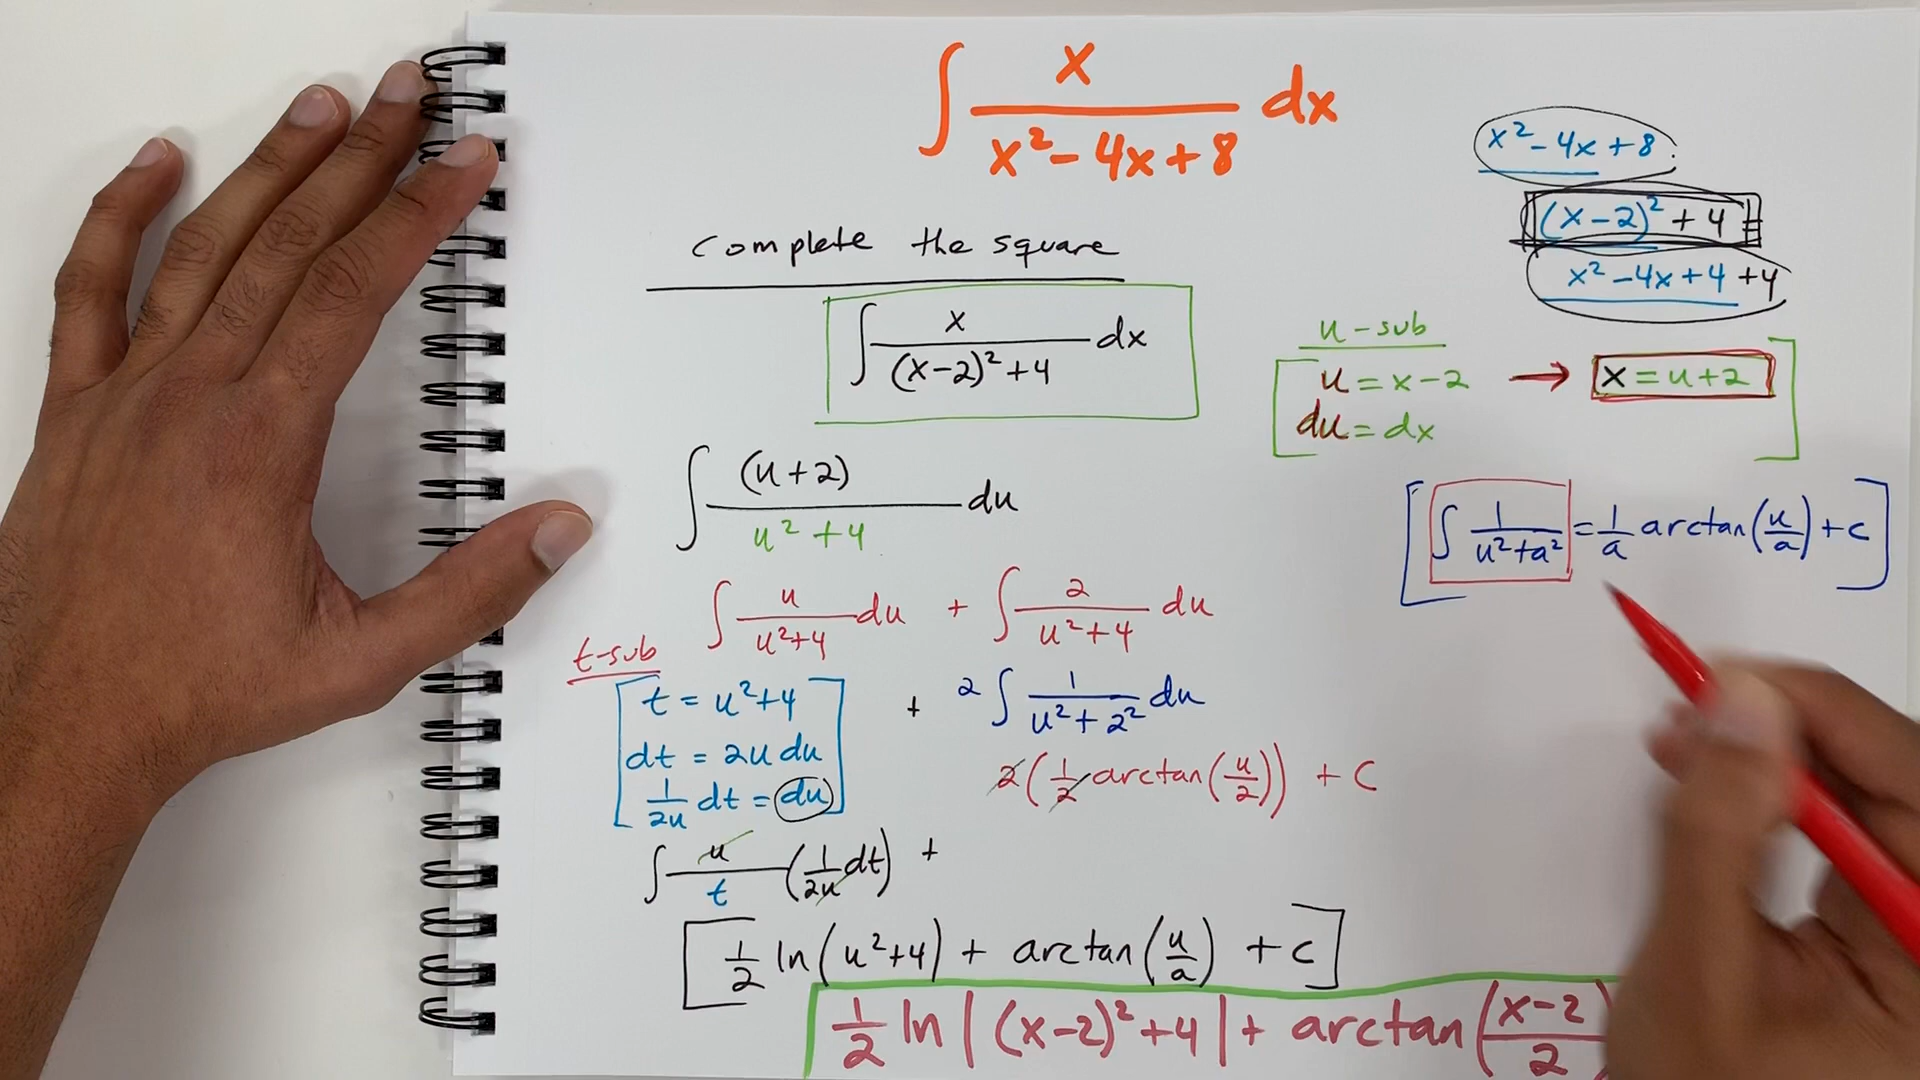 ∫ x / (x² - 4x + 8) dx
x² - 4x + 8
(x - 2)² + 4
x² - 4x + 4 + 4
complete the square
∫ x / ((x - 2)² + 4) dx
u - sub
u = x - 2 → x = u + 2
du = dx
∫ (u + 2) / (u² + 4) du
∫ 1 / (u² + a²) = 1/a arctan(u/a) + c
∫ u / (u² + 4) du + ∫ 2 / (u² + 4) du
t-sub
t = u² + 4
dt = 2u du
1/2u dt = du
+ 2 ∫ 1 / (u² + 2²) du
2(1/2 arctan(u/2)) + C
∫ u / t (1/2u dt) +
1/2 ln(u² + 4) + arctan(u/a) + C
1/2 ln|(x - 2)² + 4| + arctan(x - 2 / 2)